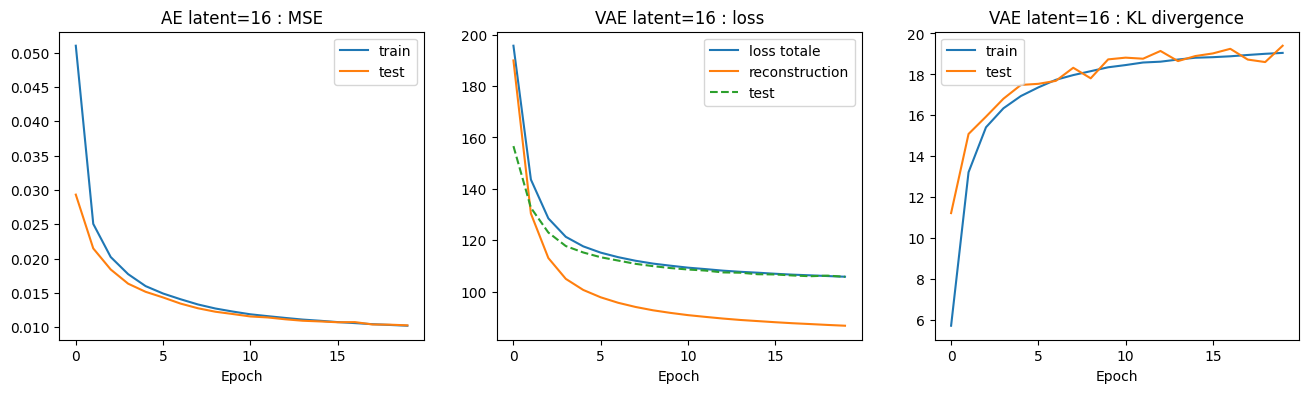 AE latent=16 : MSE
0.050
0.045
0.040
0.035
0.030
0.025
0.020
0.015
0.010
0
5
10
15
Epoch
train
test
VAE latent=16 : loss
200
180
160
140
120
100
0
5
10
15
Epoch
loss totale
reconstruction
test
VAE latent=16 : KL divergence
20
18
16
14
12
10
8
6
0
5
10
15
Epoch
train
test